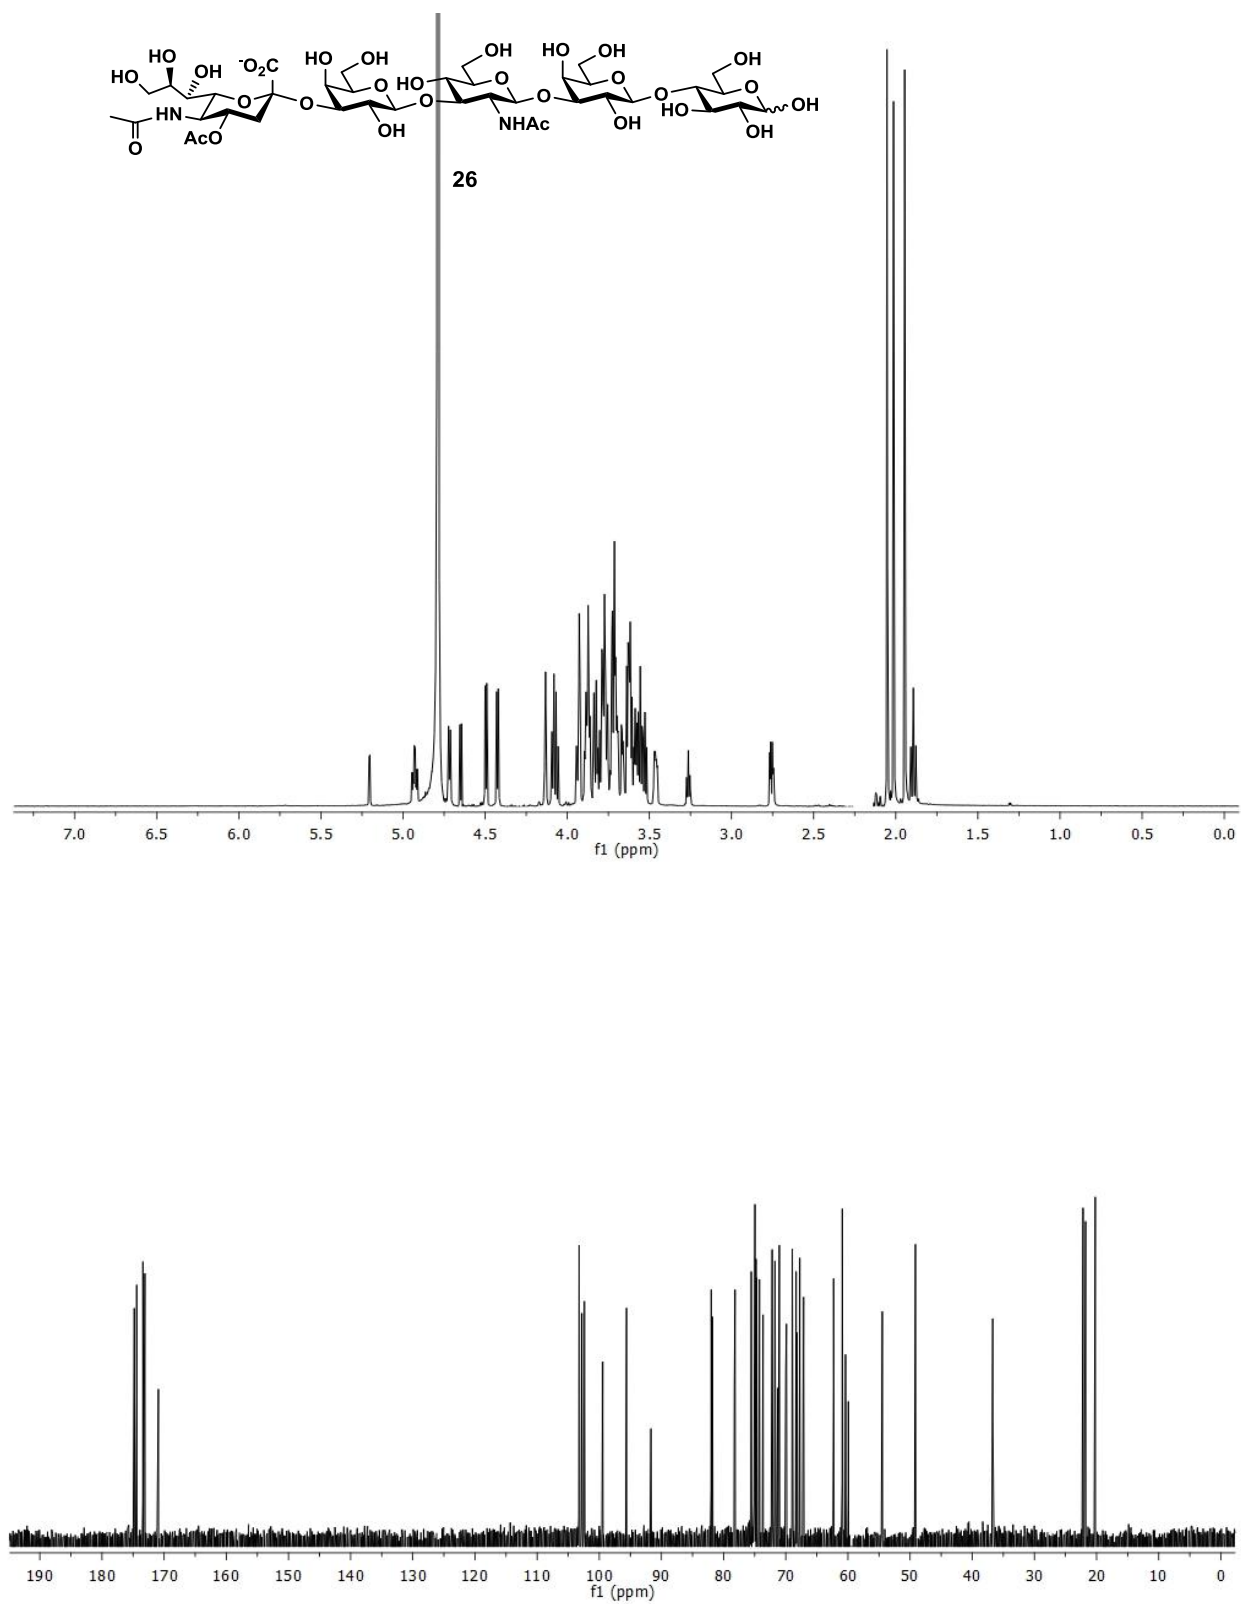 HO HO OH ⁻O₂C HO OH HO OH HO OH OH
HO O O O O O O O O O OH
HN OH NHAc OH HO OH
O AcO
26
7.0 6.5 6.0 5.5 5.0 4.5 4.0 3.5 3.0 2.5 2.0 1.5 1.0 0.5 0.0
f1 (ppm)
190 180 170 160 150 140 130 120 110 100 90 80 70 60 50 40 30 20 10 0
f1 (ppm)